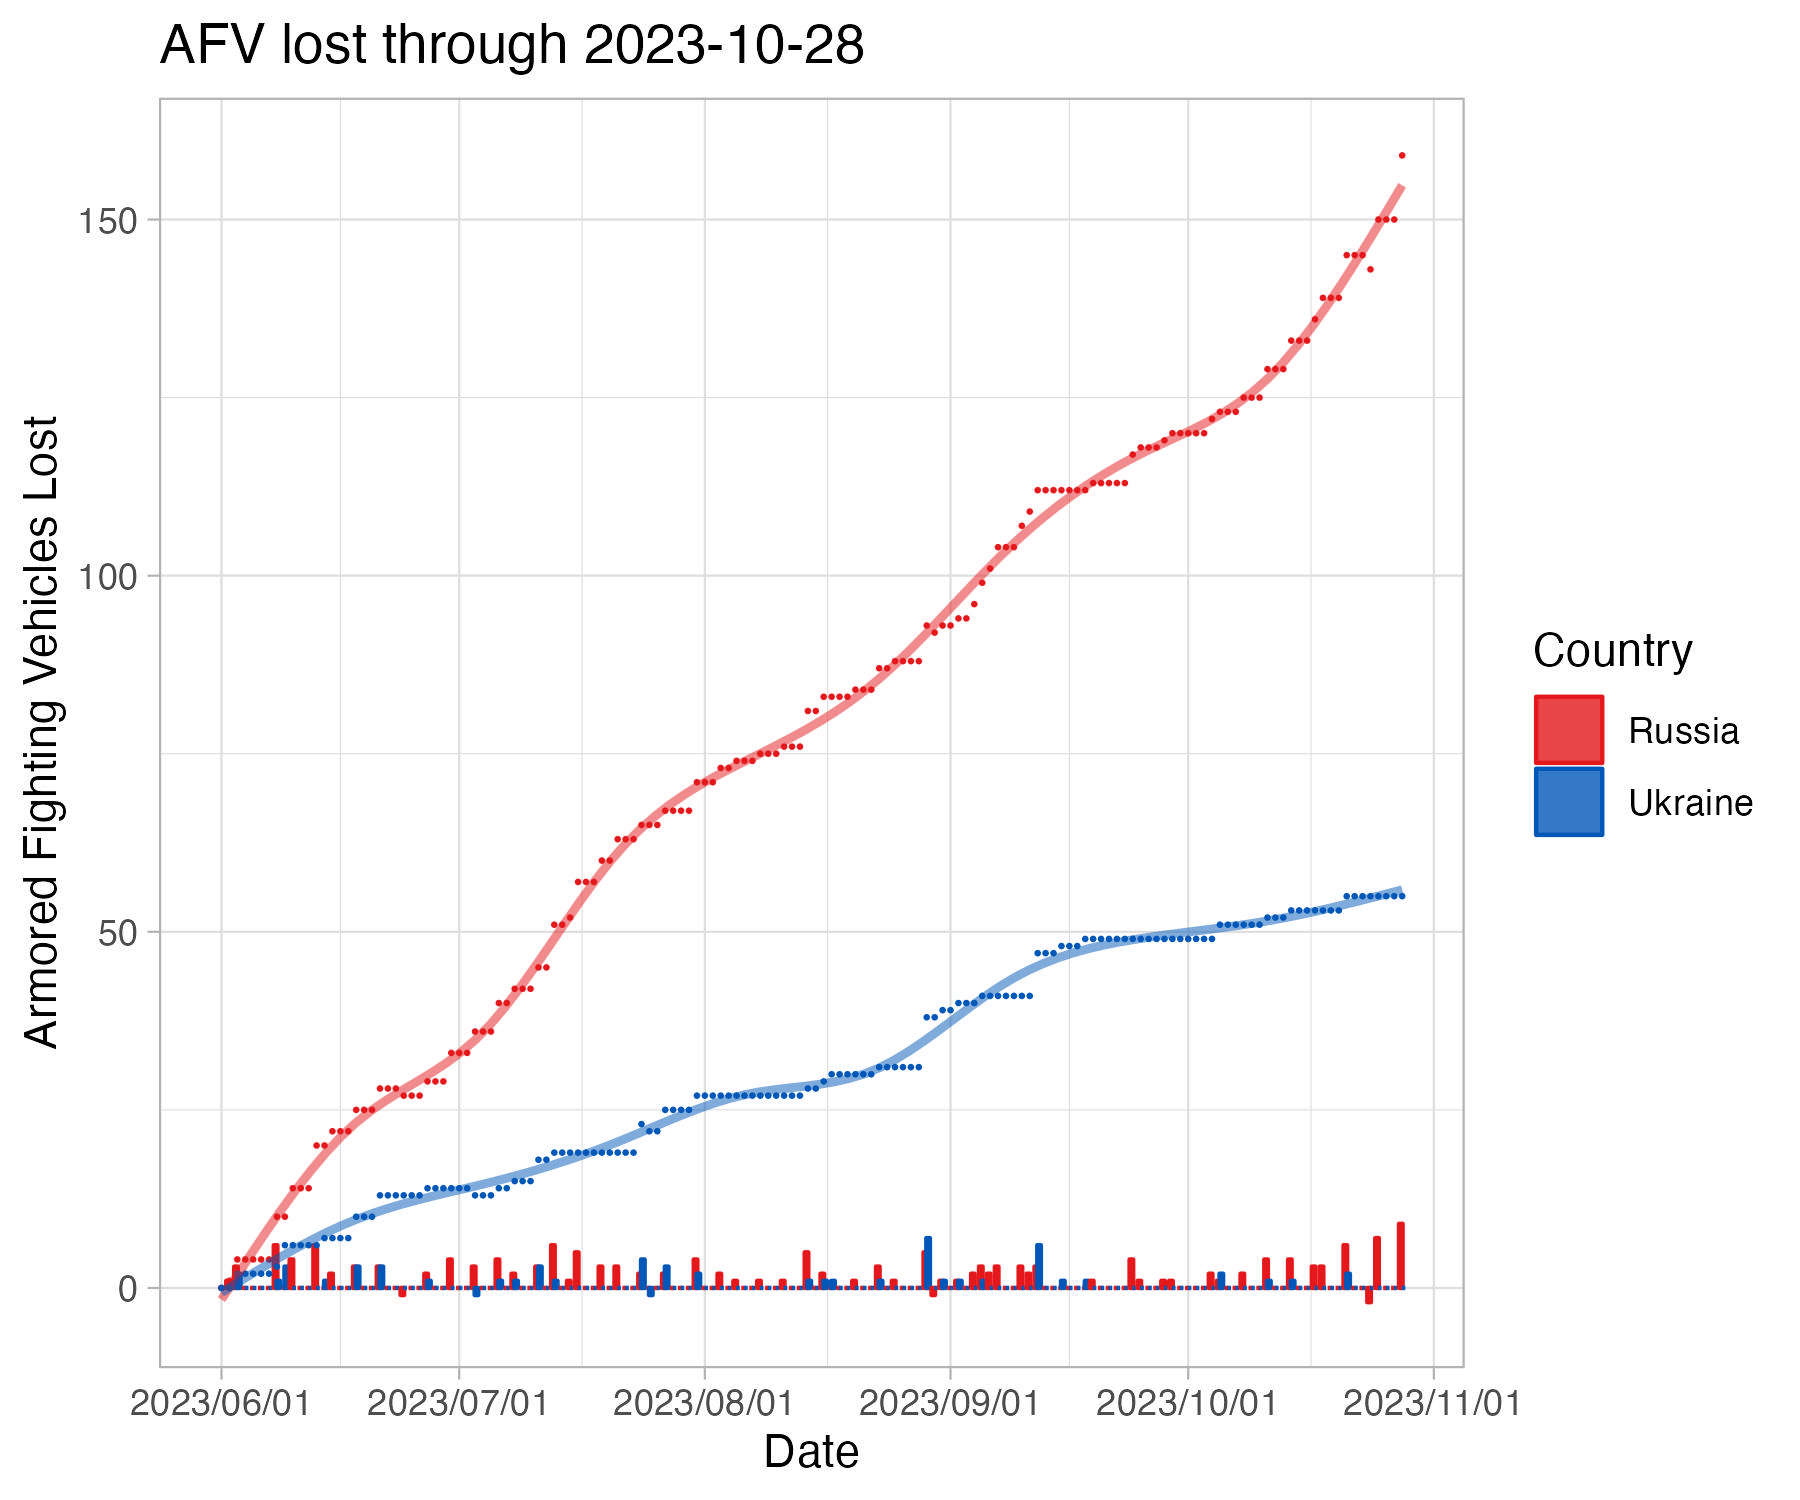 AFV lost through 2023-10-28
Armored Fighting Vehicles Lost
150
100
50
0
2023/06/01 2023/07/01 2023/08/01 2023/09/01 2023/10/01 2023/11/01
Date
Country
Russia
Ukraine